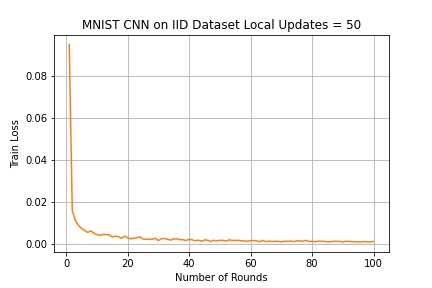 MNIST CNN on IID Dataset Local Updates = 50
0.08
0.06
0.04
0.02
0.00
Train Loss
0 20 40 60 80 100
Number of Rounds